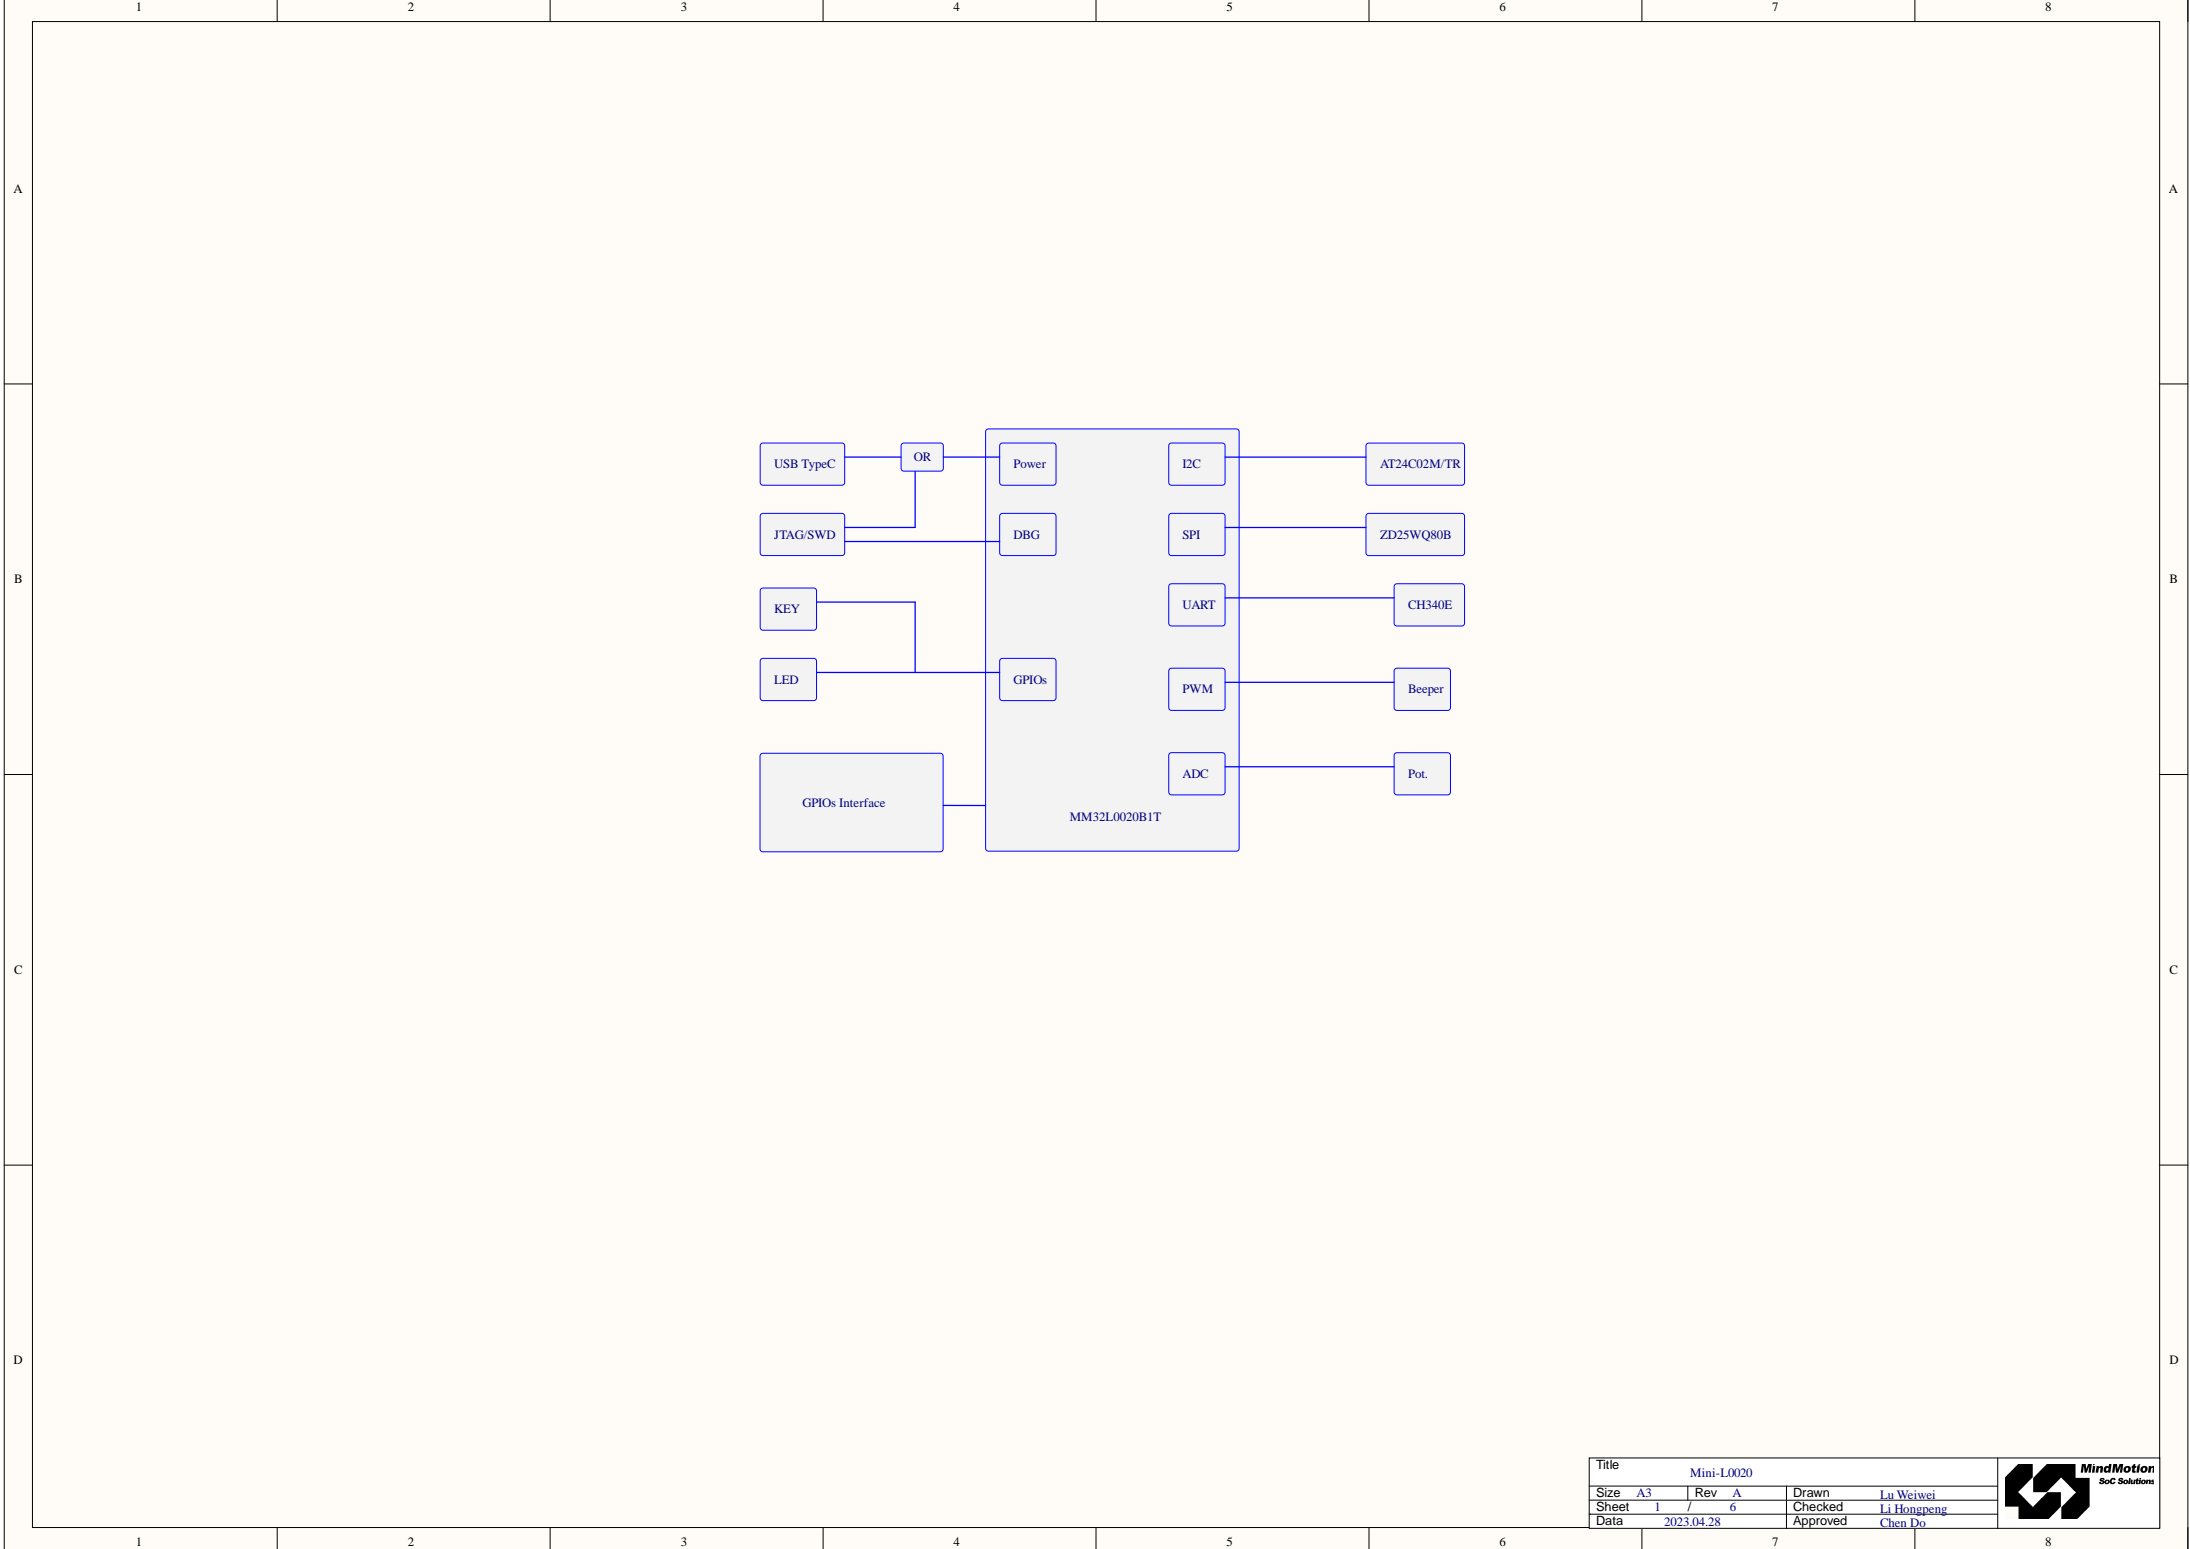 1 2 3 4 5 6 7 8
A A
USB TypeC OR Power I2C AT24C02M/TR
JTAG/SWD DBG SPI ZD25WQ80B
B B
KEY UART CH340E
LED GPIOs PWM Beeper
ADC Pot.
GPIOs Interface
MM32L0020B1T
C C
D D
Title
Mini-L0020
Size A3 Rev A Drawn Lu Weiwei
Sheet 1 / 6 Checked Li Hongpeng
Data 2023.04.28 Approved Chen Do
MindMotion
SoC Solutions
1 2 3 4 5 6 7 8